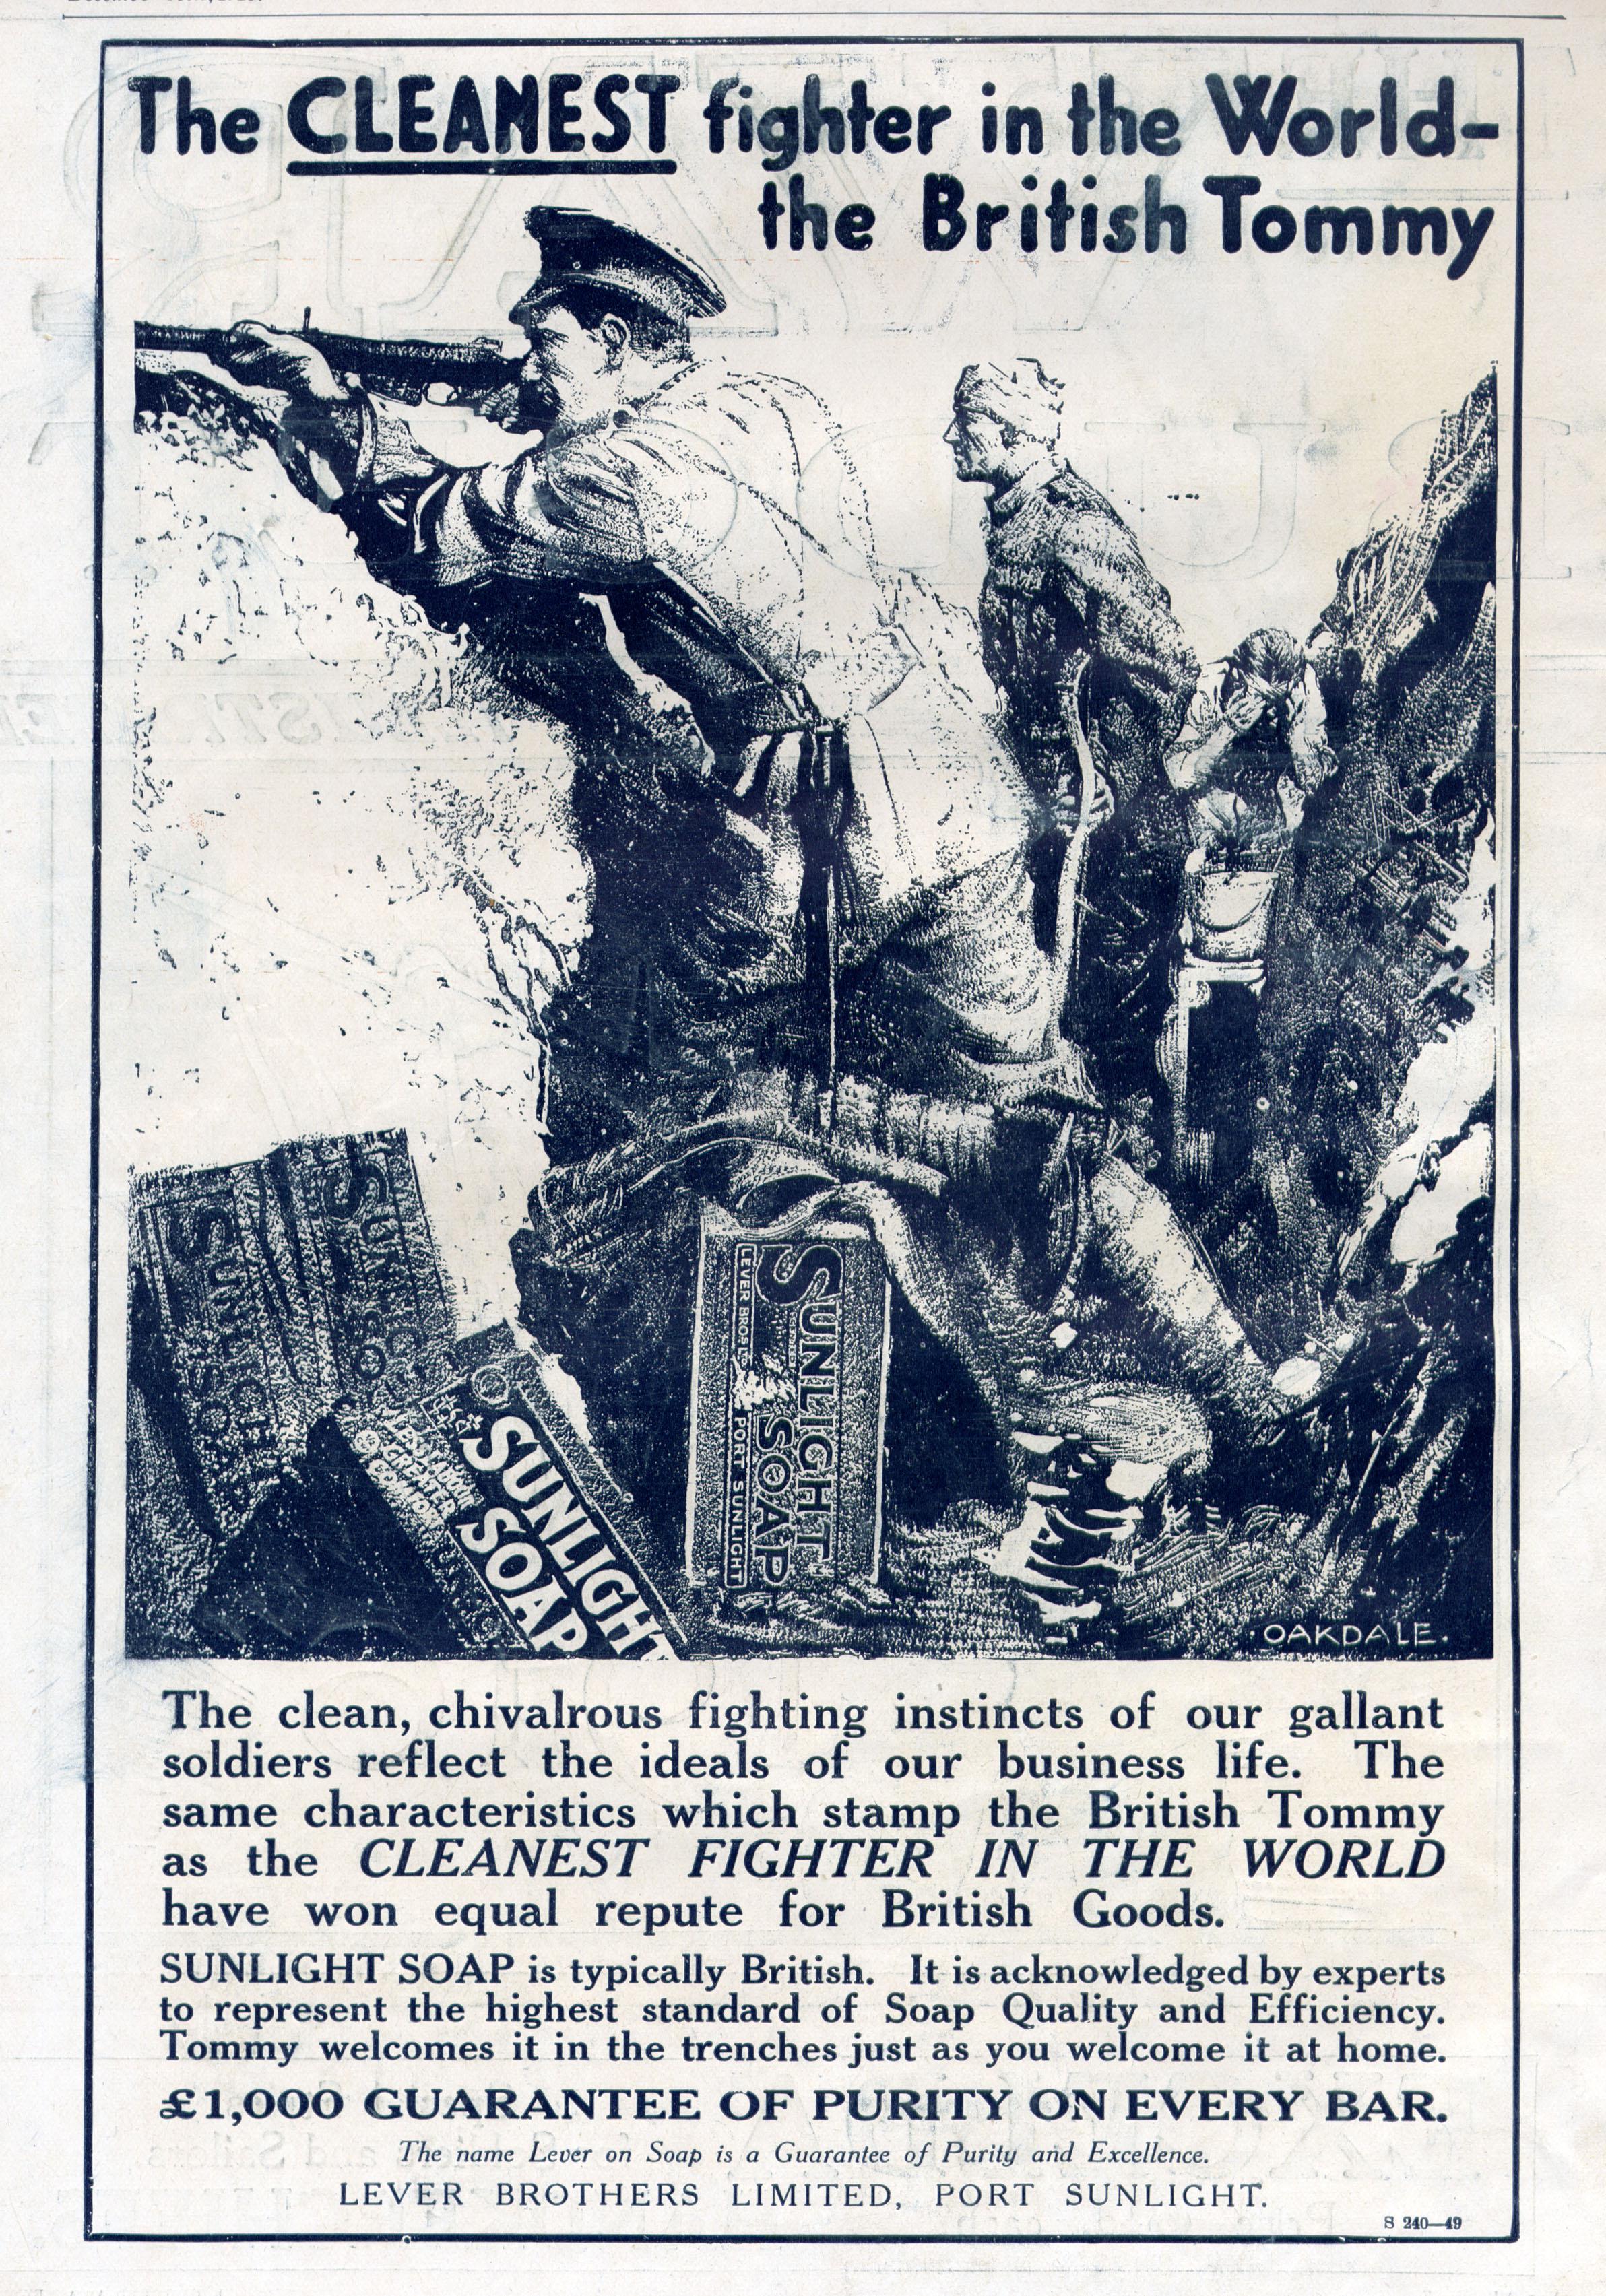 The CLEANEST fighter in the World-
the British Tommy
SUNLIGHT
SOAP
SUNLIGHT
SOAP
SUNLIGHT
SOAP
LEVER BROS
PORT SUNLIGHT
SUNLIGHT
SOAP
OAKDALE.
The clean, chivalrous fighting instincts of our gallant
soldiers reflect the ideals of our business life. The
same characteristics which stamp the British Tommy
as the CLEANEST FIGHTER IN THE WORLD
have won equal repute for British Goods.
SUNLIGHT SOAP is typically British. It is acknowledged by experts
to represent the highest standard of Soap Quality and Efficiency.
Tommy welcomes it in the trenches just as you welcome it at home.
£1,000 GUARANTEE OF PURITY ON EVERY BAR.
The name Lever on Soap is a Guarantee of Purity and Excellence.
LEVER BROTHERS LIMITED, PORT SUNLIGHT.
S 240—49